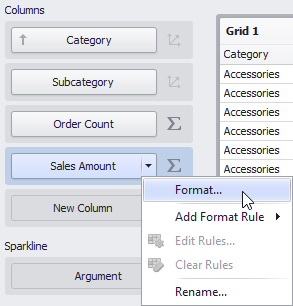 Columns
Category
Subcategory
Order Count
Sales Amount
New Column
Sparkline
Argument
Grid 1
Category
Accessories
Accessories
Accessories
Accessories
Accessories
Accessories
Format...
Add Format Rule
Edit Rules...
Clear Rules
Rename...